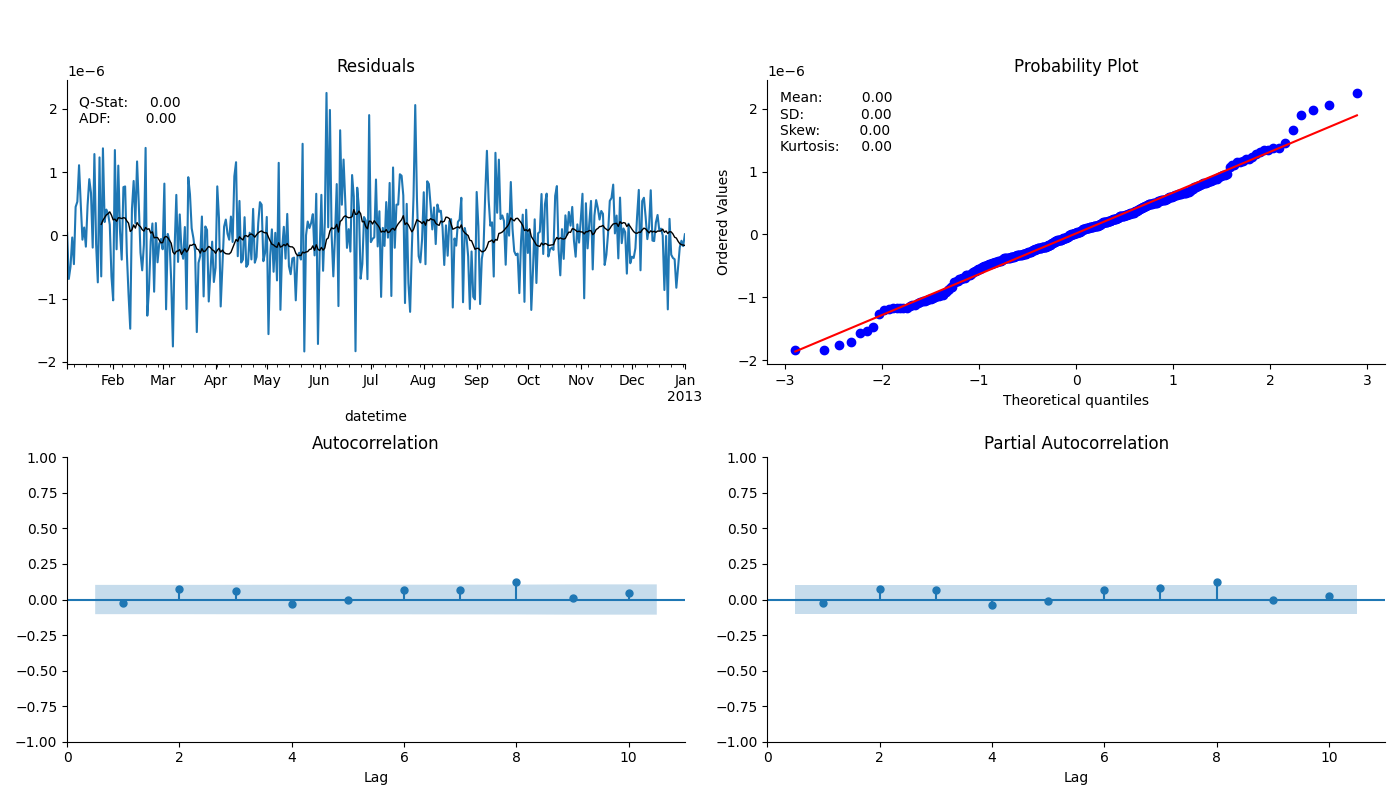 Residuals
1e−6
Q-Stat: 0.00
ADF: 0.00
2
1
0
−1
−2
Feb Mar Apr May Jun Jul Aug Sep Oct Nov Dec Jan
2013
datetime
Probability Plot
1e−6
Mean: 0.00
SD: 0.00
Skew: 0.00
Kurtosis: 0.00
Ordered Values
2
1
0
−1
−2
−3 −2 −1 0 1 2 3
Theoretical quantiles
Autocorrelation
1.00
0.75
0.50
0.25
0.00
−0.25
−0.50
−0.75
−1.00
0 2 4 6 8 10
Lag
Partial Autocorrelation
1.00
0.75
0.50
0.25
0.00
−0.25
−0.50
−0.75
−1.00
0 2 4 6 8 10
Lag